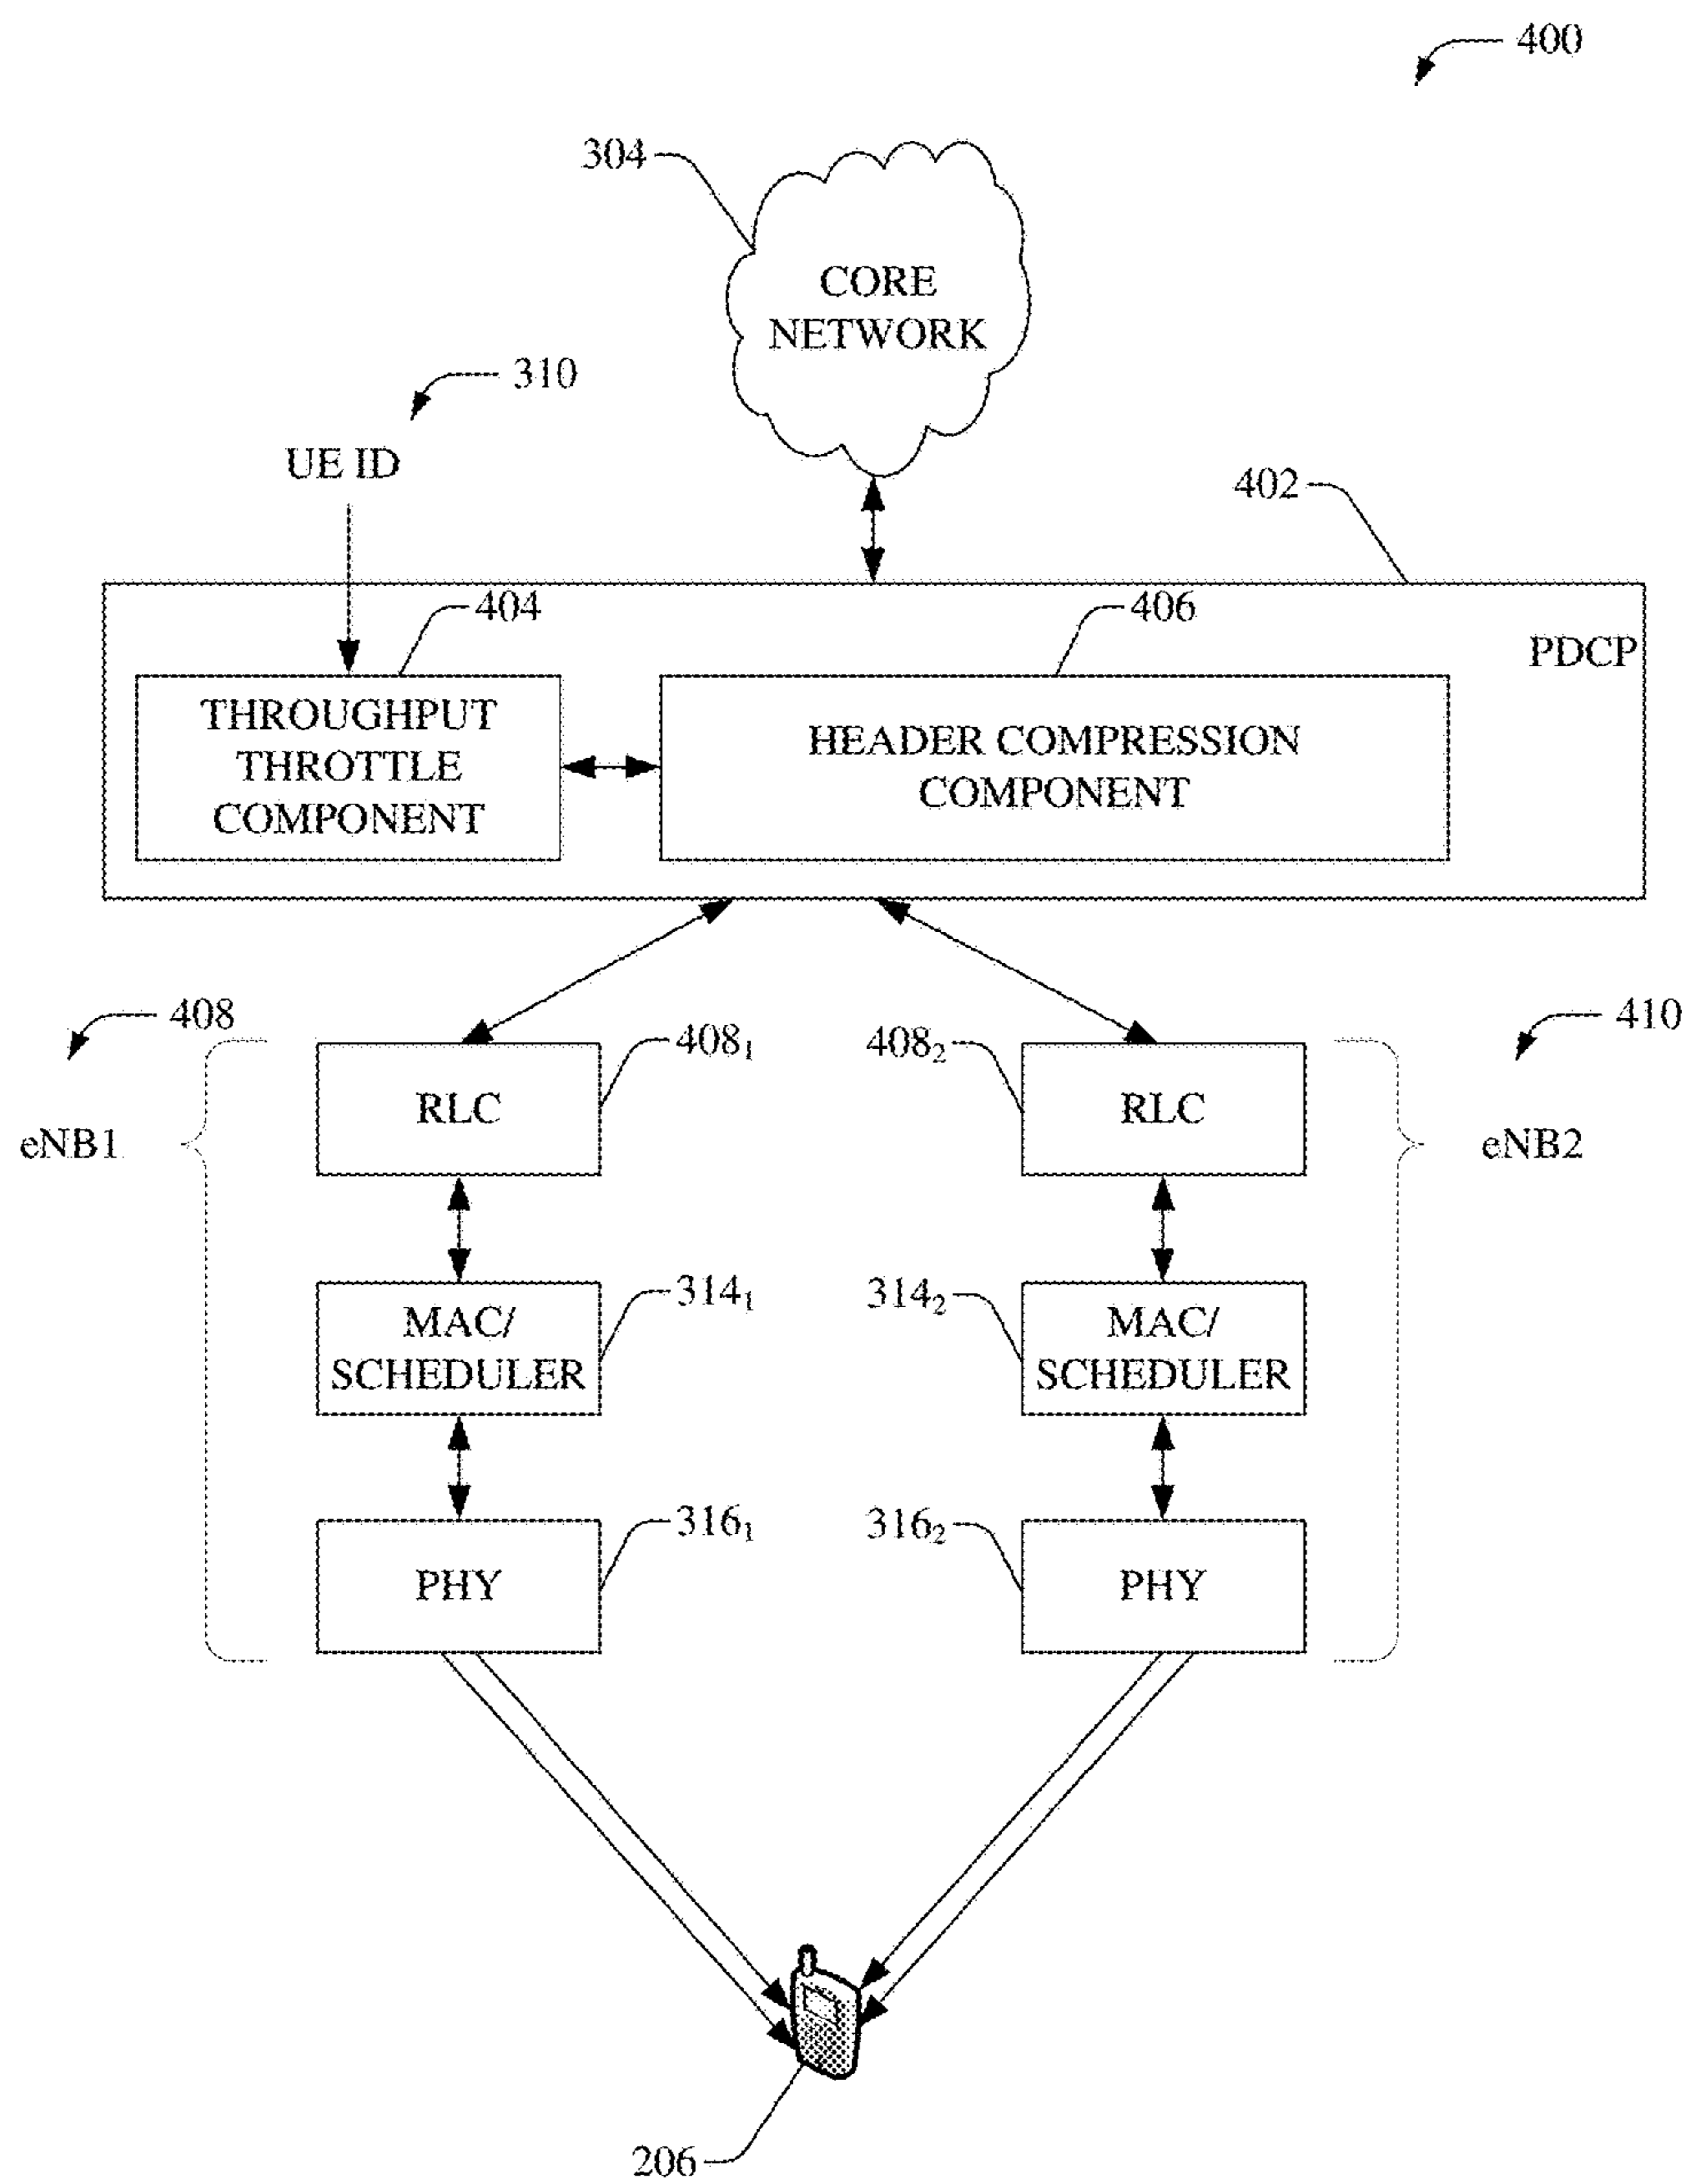 400
304
CORE
NETWORK
310
UE ID
402
404
406
PDCP
THROUGHPUT
THROTTLE
COMPONENT
HEADER COMPRESSION
COMPONENT
408
410
408₁
408₂
RLC
RLC
eNB1
eNB2
314₁
314₂
MAC/
SCHEDULER
MAC/
SCHEDULER
316₁
316₂
PHY
PHY
206